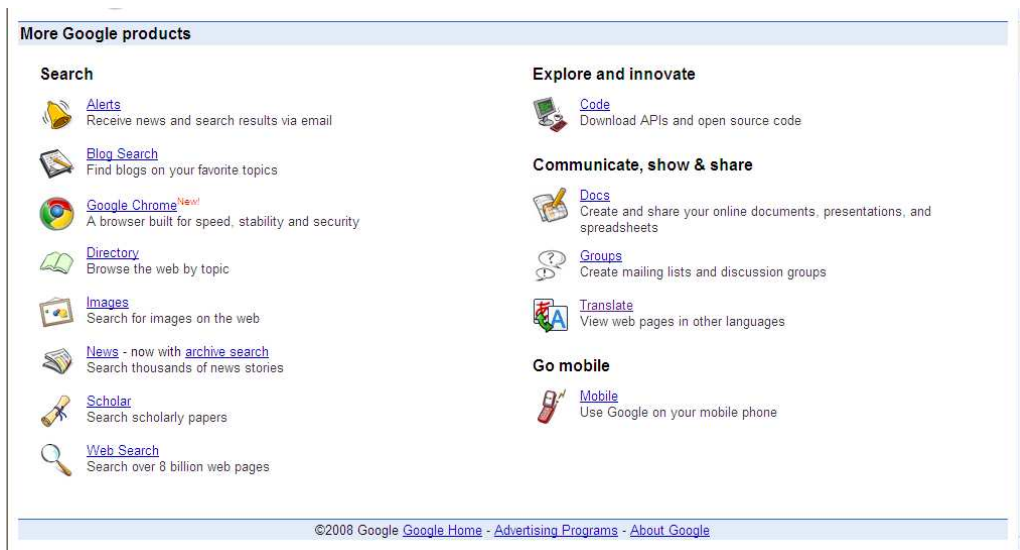 More Google products
Search
Alerts
Receive news and search results via email
Blog Search
Find blogs on your favorite topics
Google Chrome New!
A browser built for speed, stability and security
Directory
Browse the web by topic
Images
Search for images on the web
News - now with archive search
Search thousands of news stories
Scholar
Search scholarly papers
Web Search
Search over 8 billion web pages
Explore and innovate
Code
Download APIs and open source code
Communicate, show & share
Docs
Create and share your online documents, presentations, and
spreadsheets
Groups
Create mailing lists and discussion groups
Translate
View web pages in other languages
Go mobile
Mobile
Use Google on your mobile phone
©2008 Google Google Home - Advertising Programs - About Google